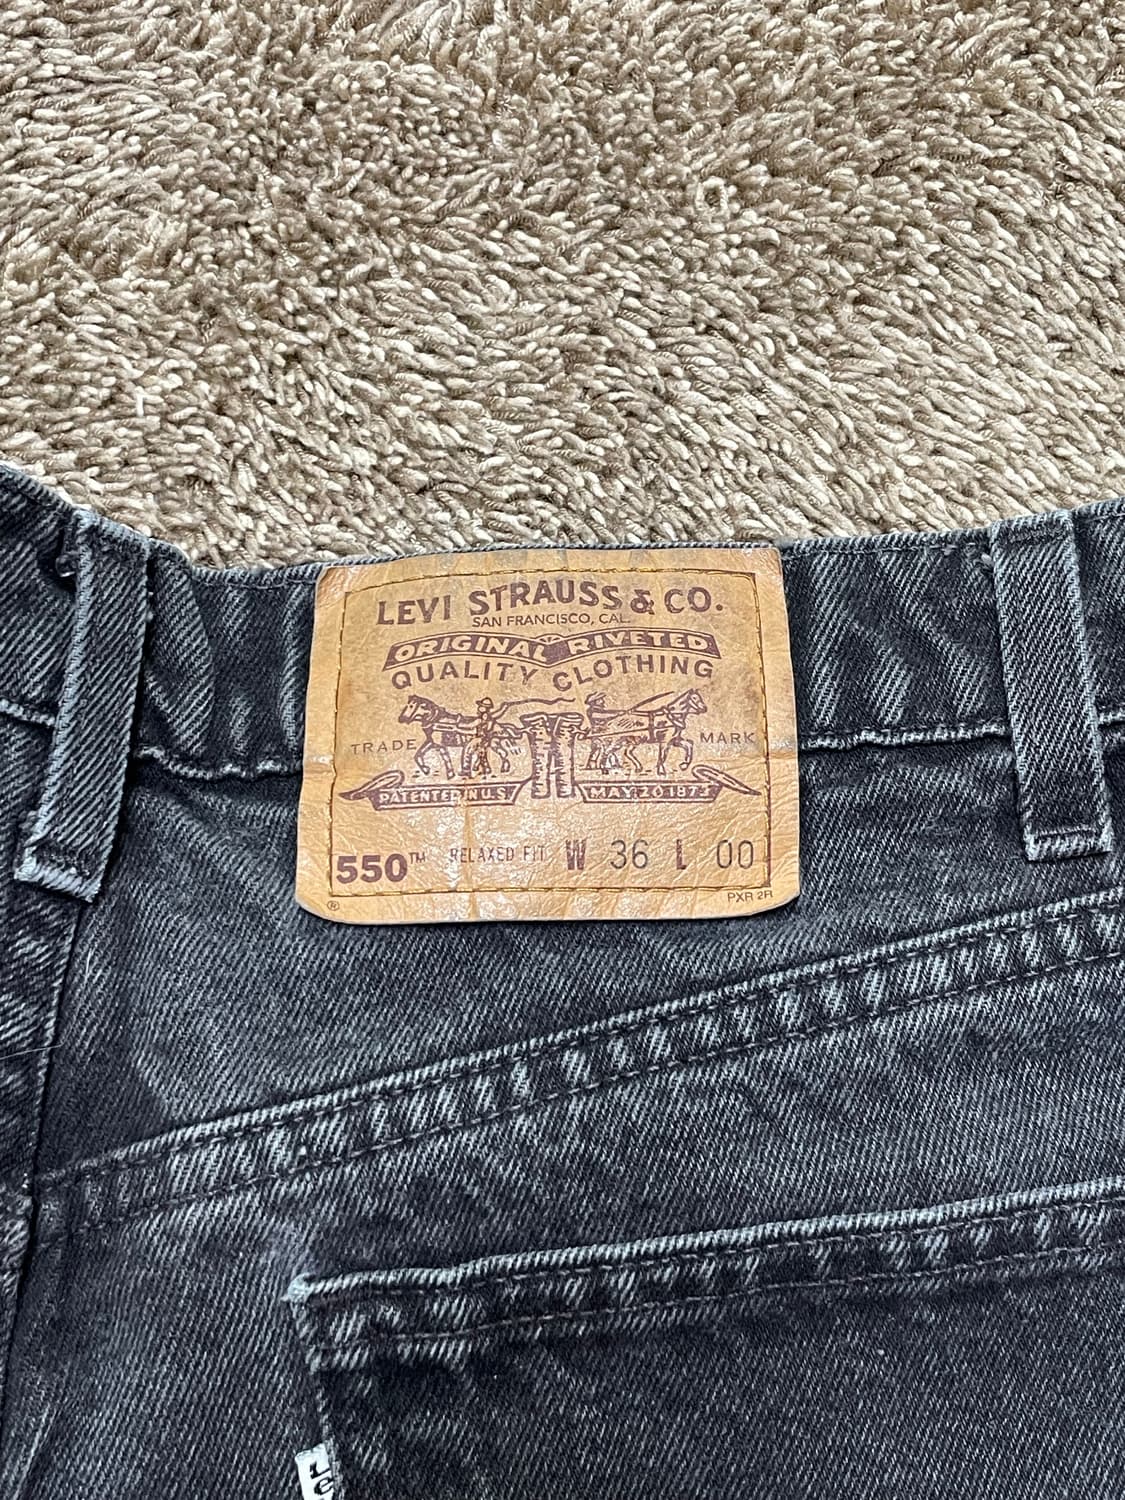 LEVI STRAUSS & CO.
SAN FRANCISCO, CAL.
ORIGINAL RIVETED
QUALITY CLOTHING
TRADE MARK
PATENTED IN U.S. MAY 20 1873
550™ RELAXED FIT W 36 L 00
® PXR 2R